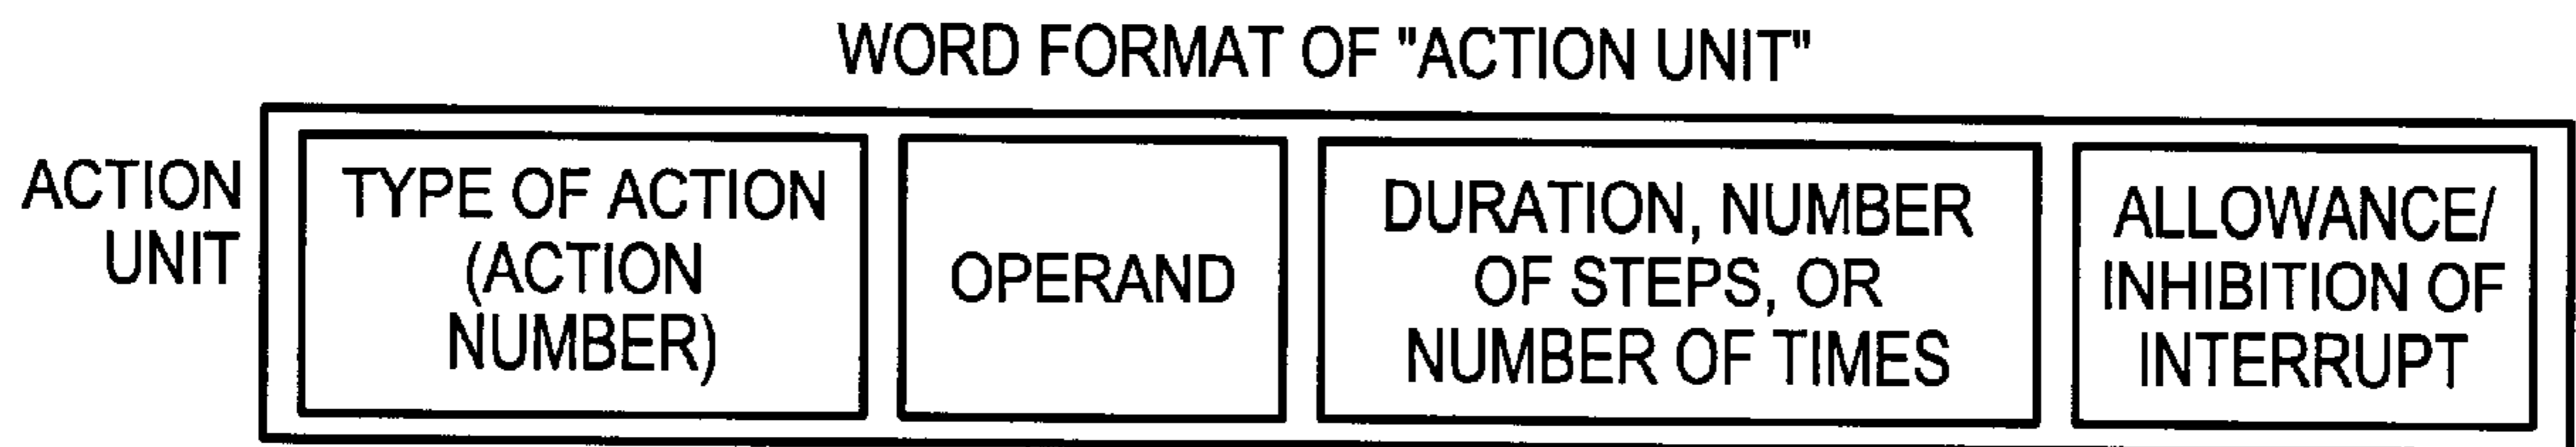 WORD FORMAT OF "ACTION UNIT"
ACTION
UNIT
TYPE OF ACTION
(ACTION
NUMBER)
OPERAND
DURATION, NUMBER
OF STEPS, OR
NUMBER OF TIMES
ALLOWANCE/
INHIBITION OF
INTERRUPT